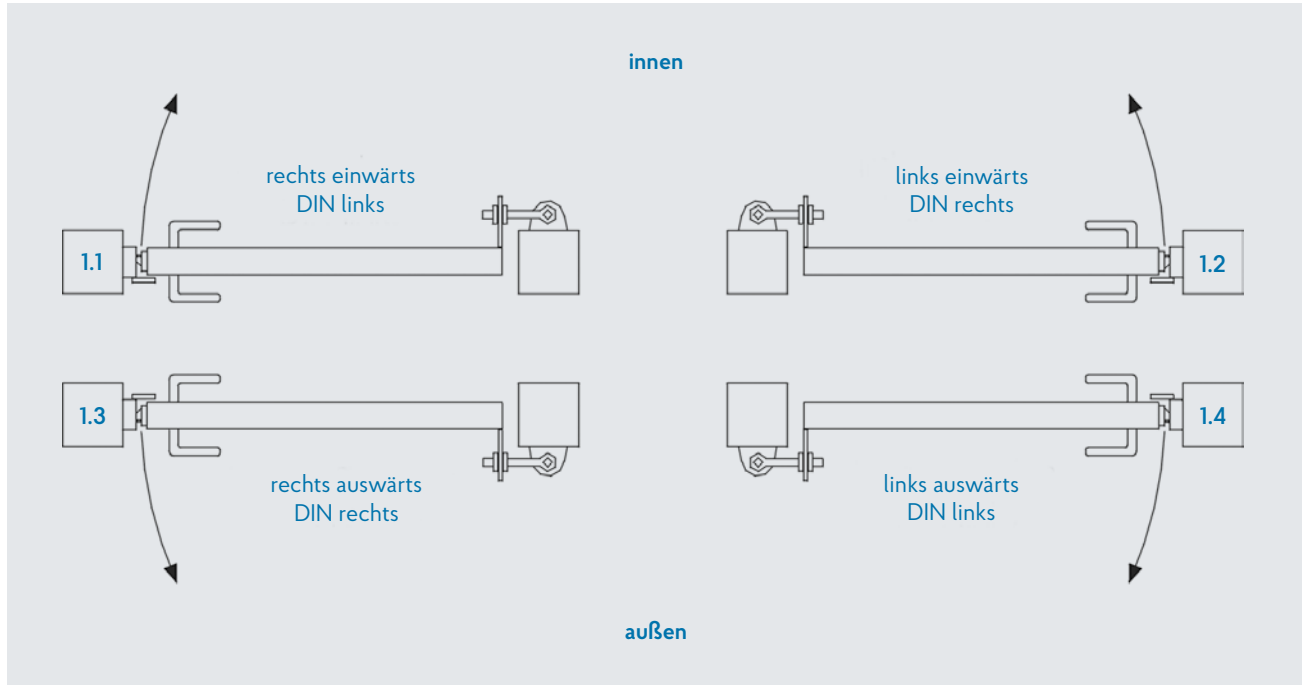 innen
rechts einwärts
DIN links
links einwärts
DIN rechts
1.1
1.2
1.3
1.4
rechts auswärts
DIN rechts
links auswärts
DIN links
außen